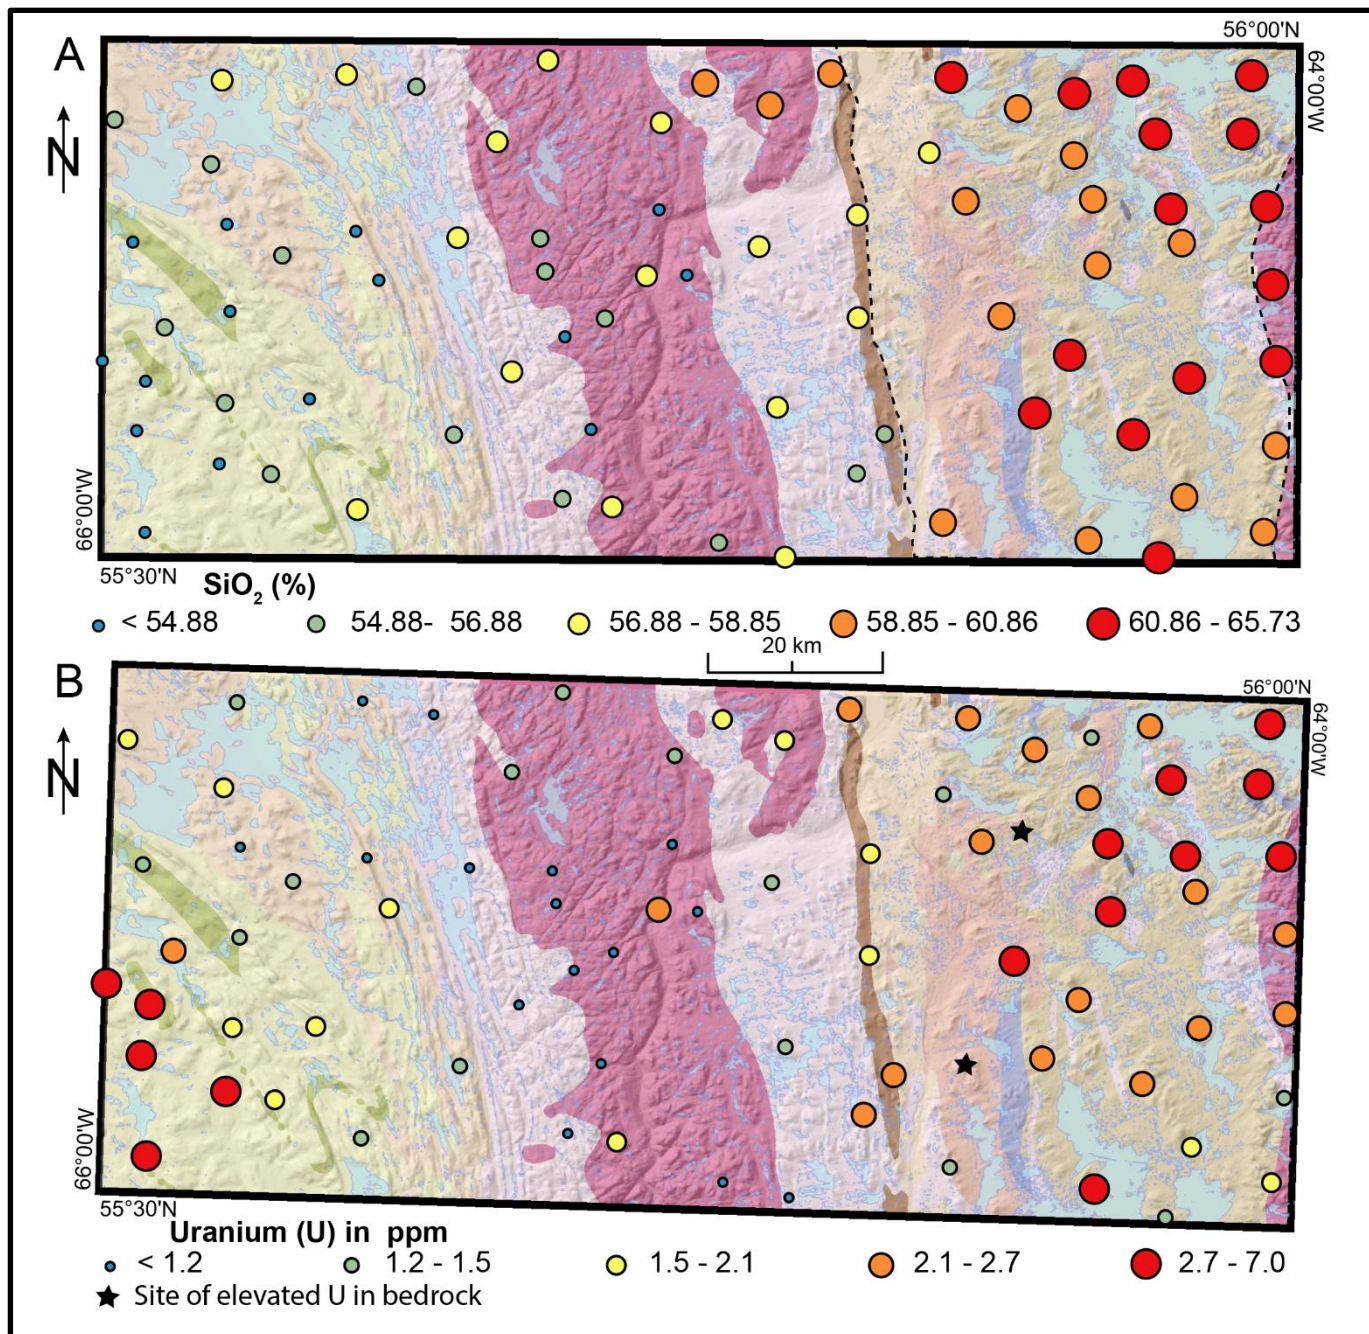 A
56°00'N
64°00'W
N
66°00'W
55°30'N
SiO₂ (%)
< 54.88
54.88- 56.88
56.88 - 58.85
58.85 - 60.86
60.86 - 65.73
20 km
B
56°00'N
64°00'W
N
66°00'W
55°30'N
Uranium (U) in ppm
< 1.2
1.2 - 1.5
1.5 - 2.1
2.1 - 2.7
2.7 - 7.0
Site of elevated U in bedrock